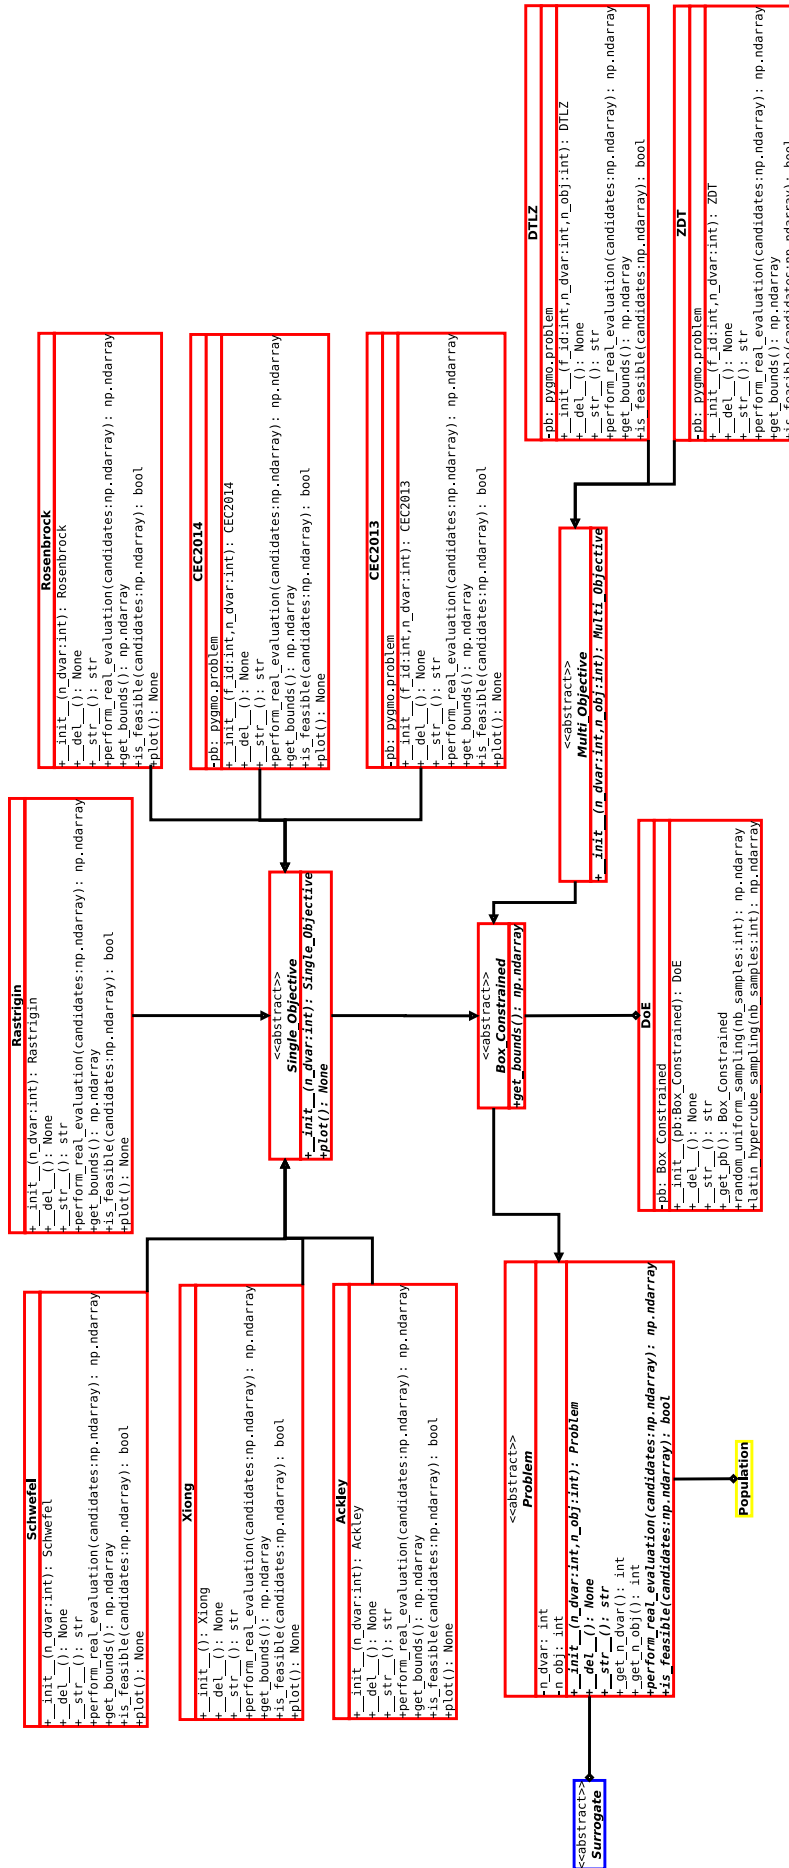 Schwefel
+__init__(n_dvar:int): Schwefel
+__del__(): None
+__str__(): str
+perform_real_evaluation(candidates:np.ndarray): np.ndarray
+get_bounds(): np.ndarray
+is_feasible(candidates:np.ndarray): bool
+plot(): None
Xiong
+__init__(): Xiong
+__del__(): None
+__str__(): str
+perform_real_evaluation(candidates:np.ndarray): np.ndarray
+get_bounds(): np.ndarray
+is_feasible(candidates:np.ndarray): bool
+plot(): None
Ackley
+__init__(n_dvar:int): Ackley
+__del__(): None
+__str__(): str
+perform_real_evaluation(candidates:np.ndarray): np.ndarray
+get_bounds(): np.ndarray
+is_feasible(candidates:np.ndarray): bool
+plot(): None
Rastrigin
+__init__(n_dvar:int): Rastrigin
+__del__(): None
+__str__(): str
+perform_real_evaluation(candidates:np.ndarray): np.ndarray
+get_bounds(): np.ndarray
+is_feasible(candidates:np.ndarray): bool
+plot(): None
Rosenbrock
+__init__(n_dvar:int): Rosenbrock
+__del__(): None
+__str__(): str
+perform_real_evaluation(candidates:np.ndarray): np.ndarray
+get_bounds(): np.ndarray
+is_feasible(candidates:np.ndarray): bool
+plot(): None
CEC2014
-pb: pygmo.problem
+__init__(f_id:int,n_dvar:int): CEC2014
+__del__(): None
+__str__(): str
+perform_real_evaluation(candidates:np.ndarray): np.ndarray
+get_bounds(): np.ndarray
+is_feasible(candidates:np.ndarray): bool
+plot(): None
CEC2013
-pb: pygmo.problem
+__init__(f_id:int,n_dvar:int): CEC2013
+__del__(): None
+__str__(): str
+perform_real_evaluation(candidates:np.ndarray): np.ndarray
+get_bounds(): np.ndarray
+is_feasible(candidates:np.ndarray): bool
+plot(): None
<<abstract>>
Single_Objective
+__init__(n_dvar:int): Single_Objective
+plot(): None
<<abstract>>
Box_Constrained
+get_bounds(): np.ndarray
<<abstract>>
Multi_Objective
+__init__(n_dvar:int,n_obj:int): Multi_Objective
DTLZ
-pb: pygmo.problem
+__init__(f_id:int,n_dvar:int,n_obj:int): DTLZ
+__del__(): None
+__str__(): str
+perform_real_evaluation(candidates:np.ndarray): np.ndarray
+get_bounds(): np.ndarray
+is_feasible(candidates:np.ndarray): bool
ZDT
-pb: pygmo.problem
+__init__(f_id:int,n_dvar:int): ZDT
+__del__(): None
+__str__(): str
+perform_real_evaluation(candidates:np.ndarray): np.ndarray
+get_bounds(): np.ndarray
+is_feasible(candidates:np.ndarray): bool
DoE
-pb: Box_Constrained
+__init__(pb:Box_Constrained): DoE
+__del__(): None
+__str__(): str
+_get_pb(): Box_Constrained
+random_uniform_sampling(nb_samples:int): np.ndarray
+latin_hypercube_sampling(nb_samples:int): np.ndarray
<<abstract>>
Problem
-n_dvar: int
-n_obj: int
+__init__(n_dvar:int,n_obj:int): Problem
+__del__(): None
+__str__(): str
+_get_n_dvar(): int
+_get_n_obj(): int
+perform_real_evaluation(candidates:np.ndarray): np.ndarray
+is_feasible(candidates:np.ndarray): bool
Population
<<abstract>>
Surrogate